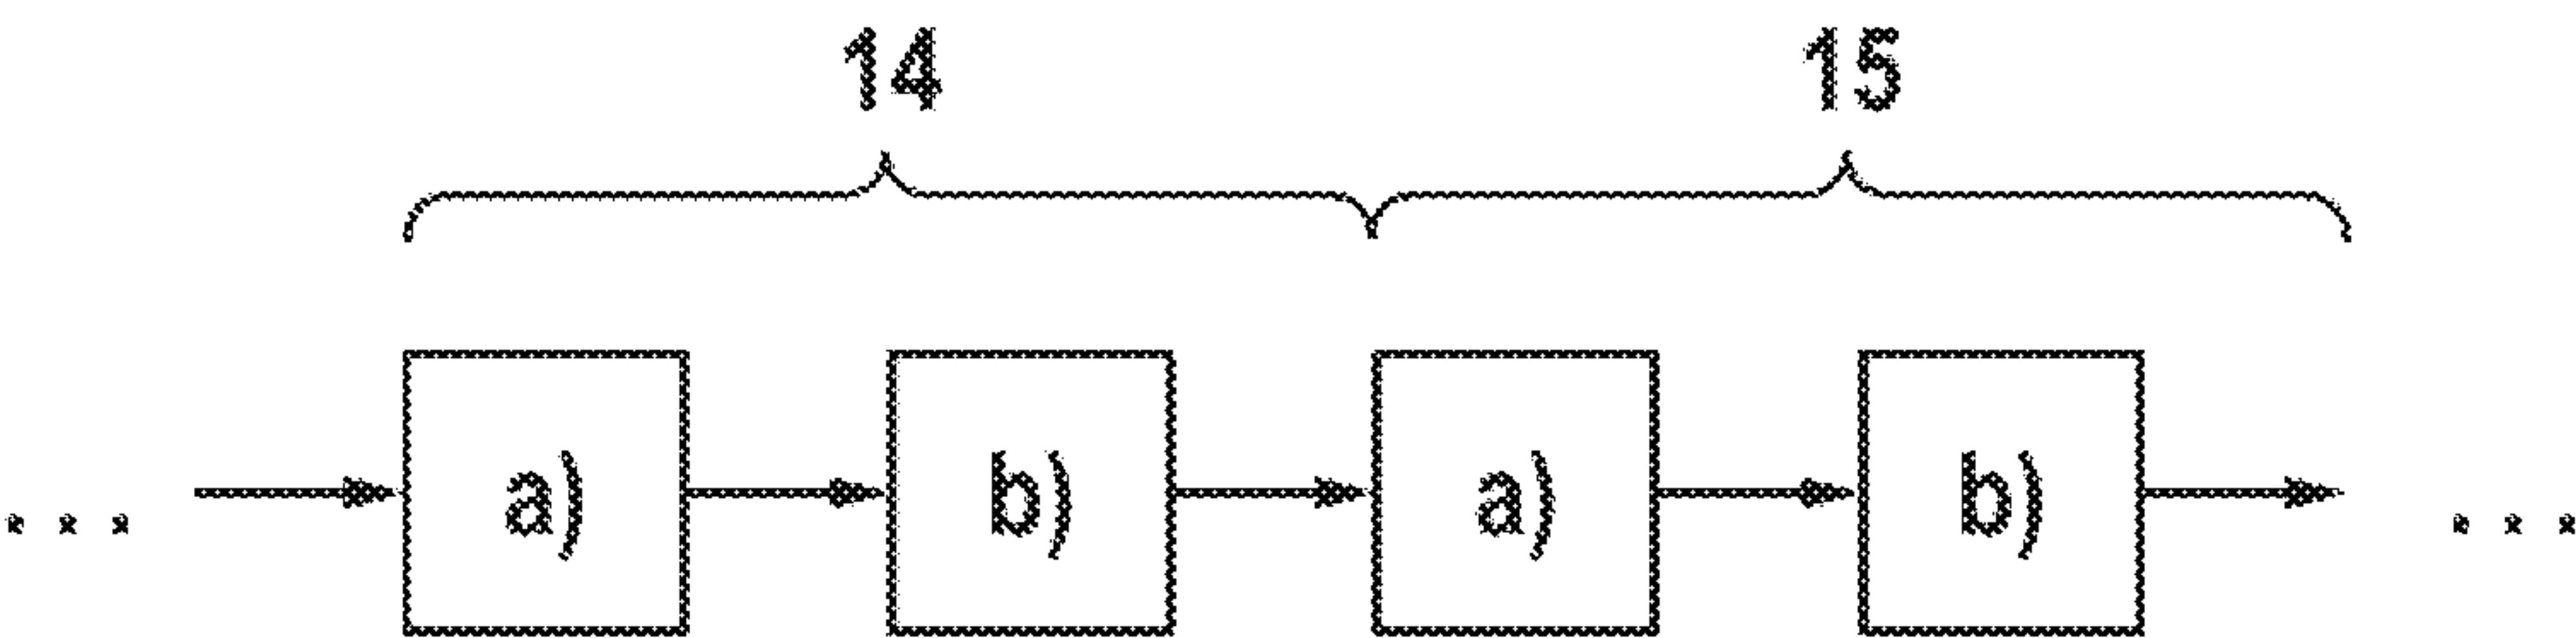 14 15
. . . a) b) a) b) . . .